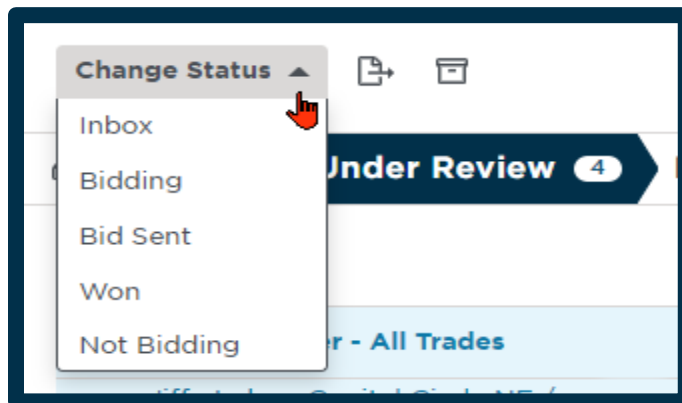 Change Status
Inbox
Under Review 4
Bidding
Bid Sent
Won
Not Bidding
- All Trades